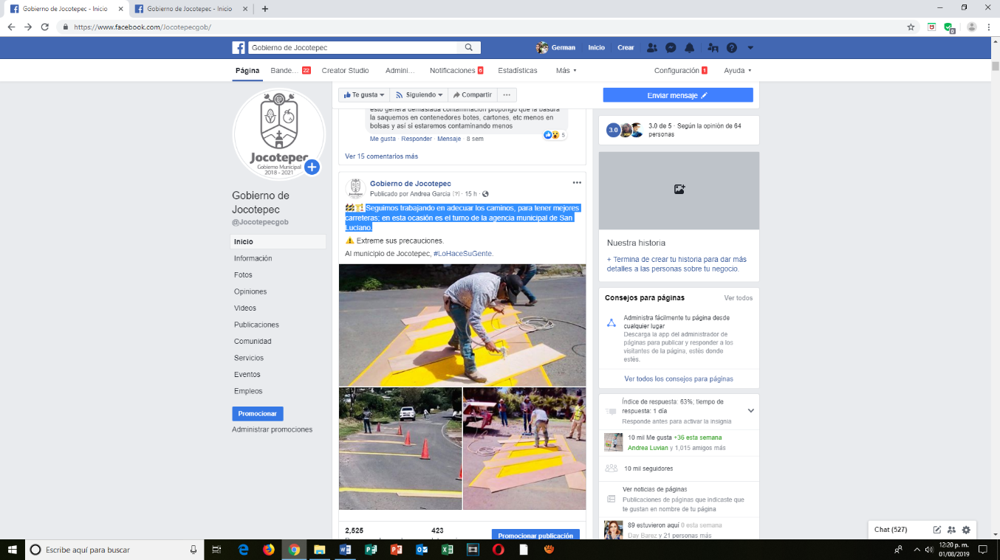 Gobierno de Jocotepec - Inicio
Gobierno de Jocotepec - Inicio
https://www.facebook.com/Jocotepecgob/
Gobierno de Jocotepec
German
Inicio
Crear
Página
Bande... 22
Creator Studio
Admini...
Notificaciones 6
Estadísticas
Más
Configuración 1
Ayuda
Jocotepec
Gobierno Municipal
2018 - 2021
Gobierno de
Jocotepec
@Jocotepecgob
Inicio
Información
Fotos
Opiniones
Videos
Publicaciones
Comunidad
Servicios
Eventos
Empleos
Promocionar
Administrar promociones
Te gusta
Siguiendo
Compartir
Enviar mensaje
esto genera demasiada contaminación propongo que la basura
la saquemos en contenedores botes, cartones, etc menos en
bolsas y así si estaremos contaminando menos
Me gusta · Responder · Mensaje · 8 sem
5
Ver 15 comentarios más
Gobierno de Jocotepec
Publicado por Andrea Garcia [?] · 15 h ·
🚧🏗️Seguimos trabajando en adecuar los caminos, para tener mejores
carreteras; en esta ocasión es el turno de la agencia municipal de San
Luciano.
⚠️ Extreme sus precauciones.
Al municipio de Jocotepec, #LoHaceSuGente.
2,525
423
Promocionar publicación
3.0
3.0 de 5 · Según la opinión de 64
personas
Nuestra historia
+ Termina de crear tu historia para dar más
detalles a las personas sobre tu negocio.
Consejos para páginas
Ver todos
Administra fácilmente tu página desde
cualquier lugar
Descarga la app del administrador de
páginas para publicar y responder a los
visitantes de la página, estés donde
estés.
Ver todos los consejos para páginas
Índice de respuesta: 63%; tiempo de
respuesta: 1 día
Responde antes para activar la insignia
10 mil Me gusta +36 esta semana
Andrea Luvian y 1,015 amigos más
10 mil seguidores
Ver noticias de páginas
Publicaciones de páginas que indicaste que
te gustan en nombre de tu página
89 estuvieron aquí 0 esta semana
Day Barez y 21 personas más
Chat (527)
Escribe aquí para buscar
12:20 p. m.
01/08/2019